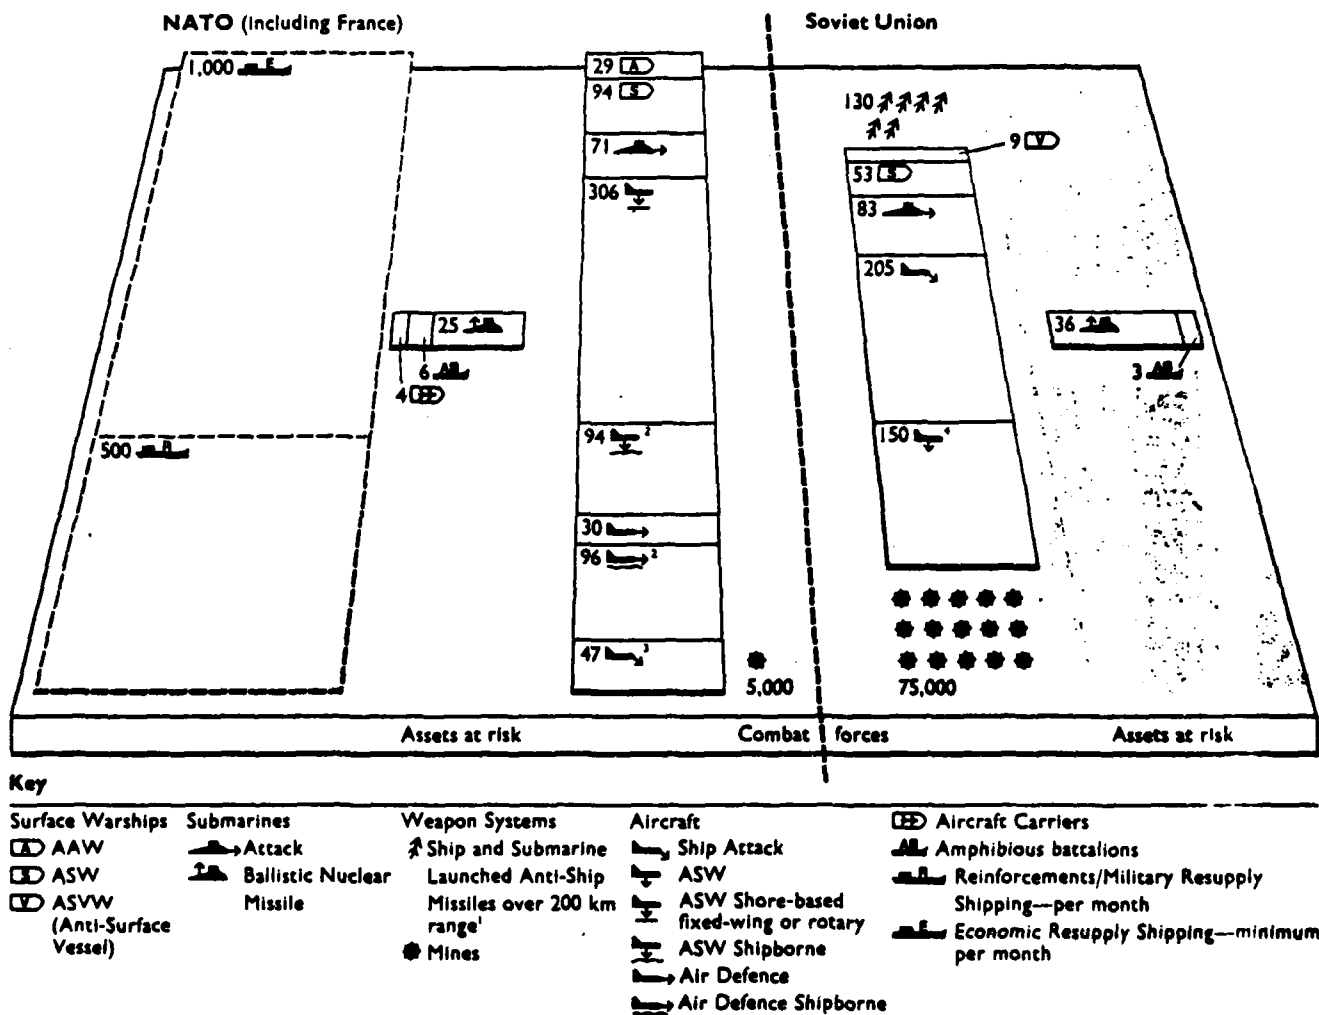 NATO (Including France)
Soviet Union
1,000 E
29 A
94 S
71
306
25
6 AB
4
500 R
94 2
30
96 2
47 3
5,000
130
9 V
53 S
83
205
150 4
75,000
36
3 AB
Assets at risk
Combat forces
Assets at risk
Key
Surface Warships
A AAW
S ASW
V ASVW
(Anti-Surface
Vessel)
Submarines
Attack
Ballistic Nuclear
Missile
Weapon Systems
Ship and Submarine
Launched Anti-Ship
Missiles over 200 km
range1
Mines
Aircraft
Ship Attack
ASW
ASW Shore-based
fixed-wing or rotary
ASW Shipborne
Air Defence
Air Defence Shipborne
Aircraft Carriers
AB Amphibious battalions
R Reinforcements/Military Resupply
Shipping—per month
E Economic Resupply Shipping—minimum
per month